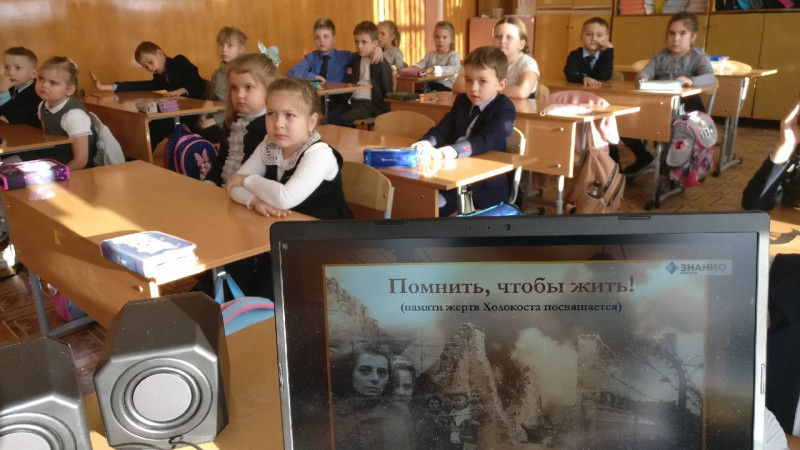 ЗНАНИО
Помнить, чтобы жить!
(памяти жертв Холокоста посвящается)